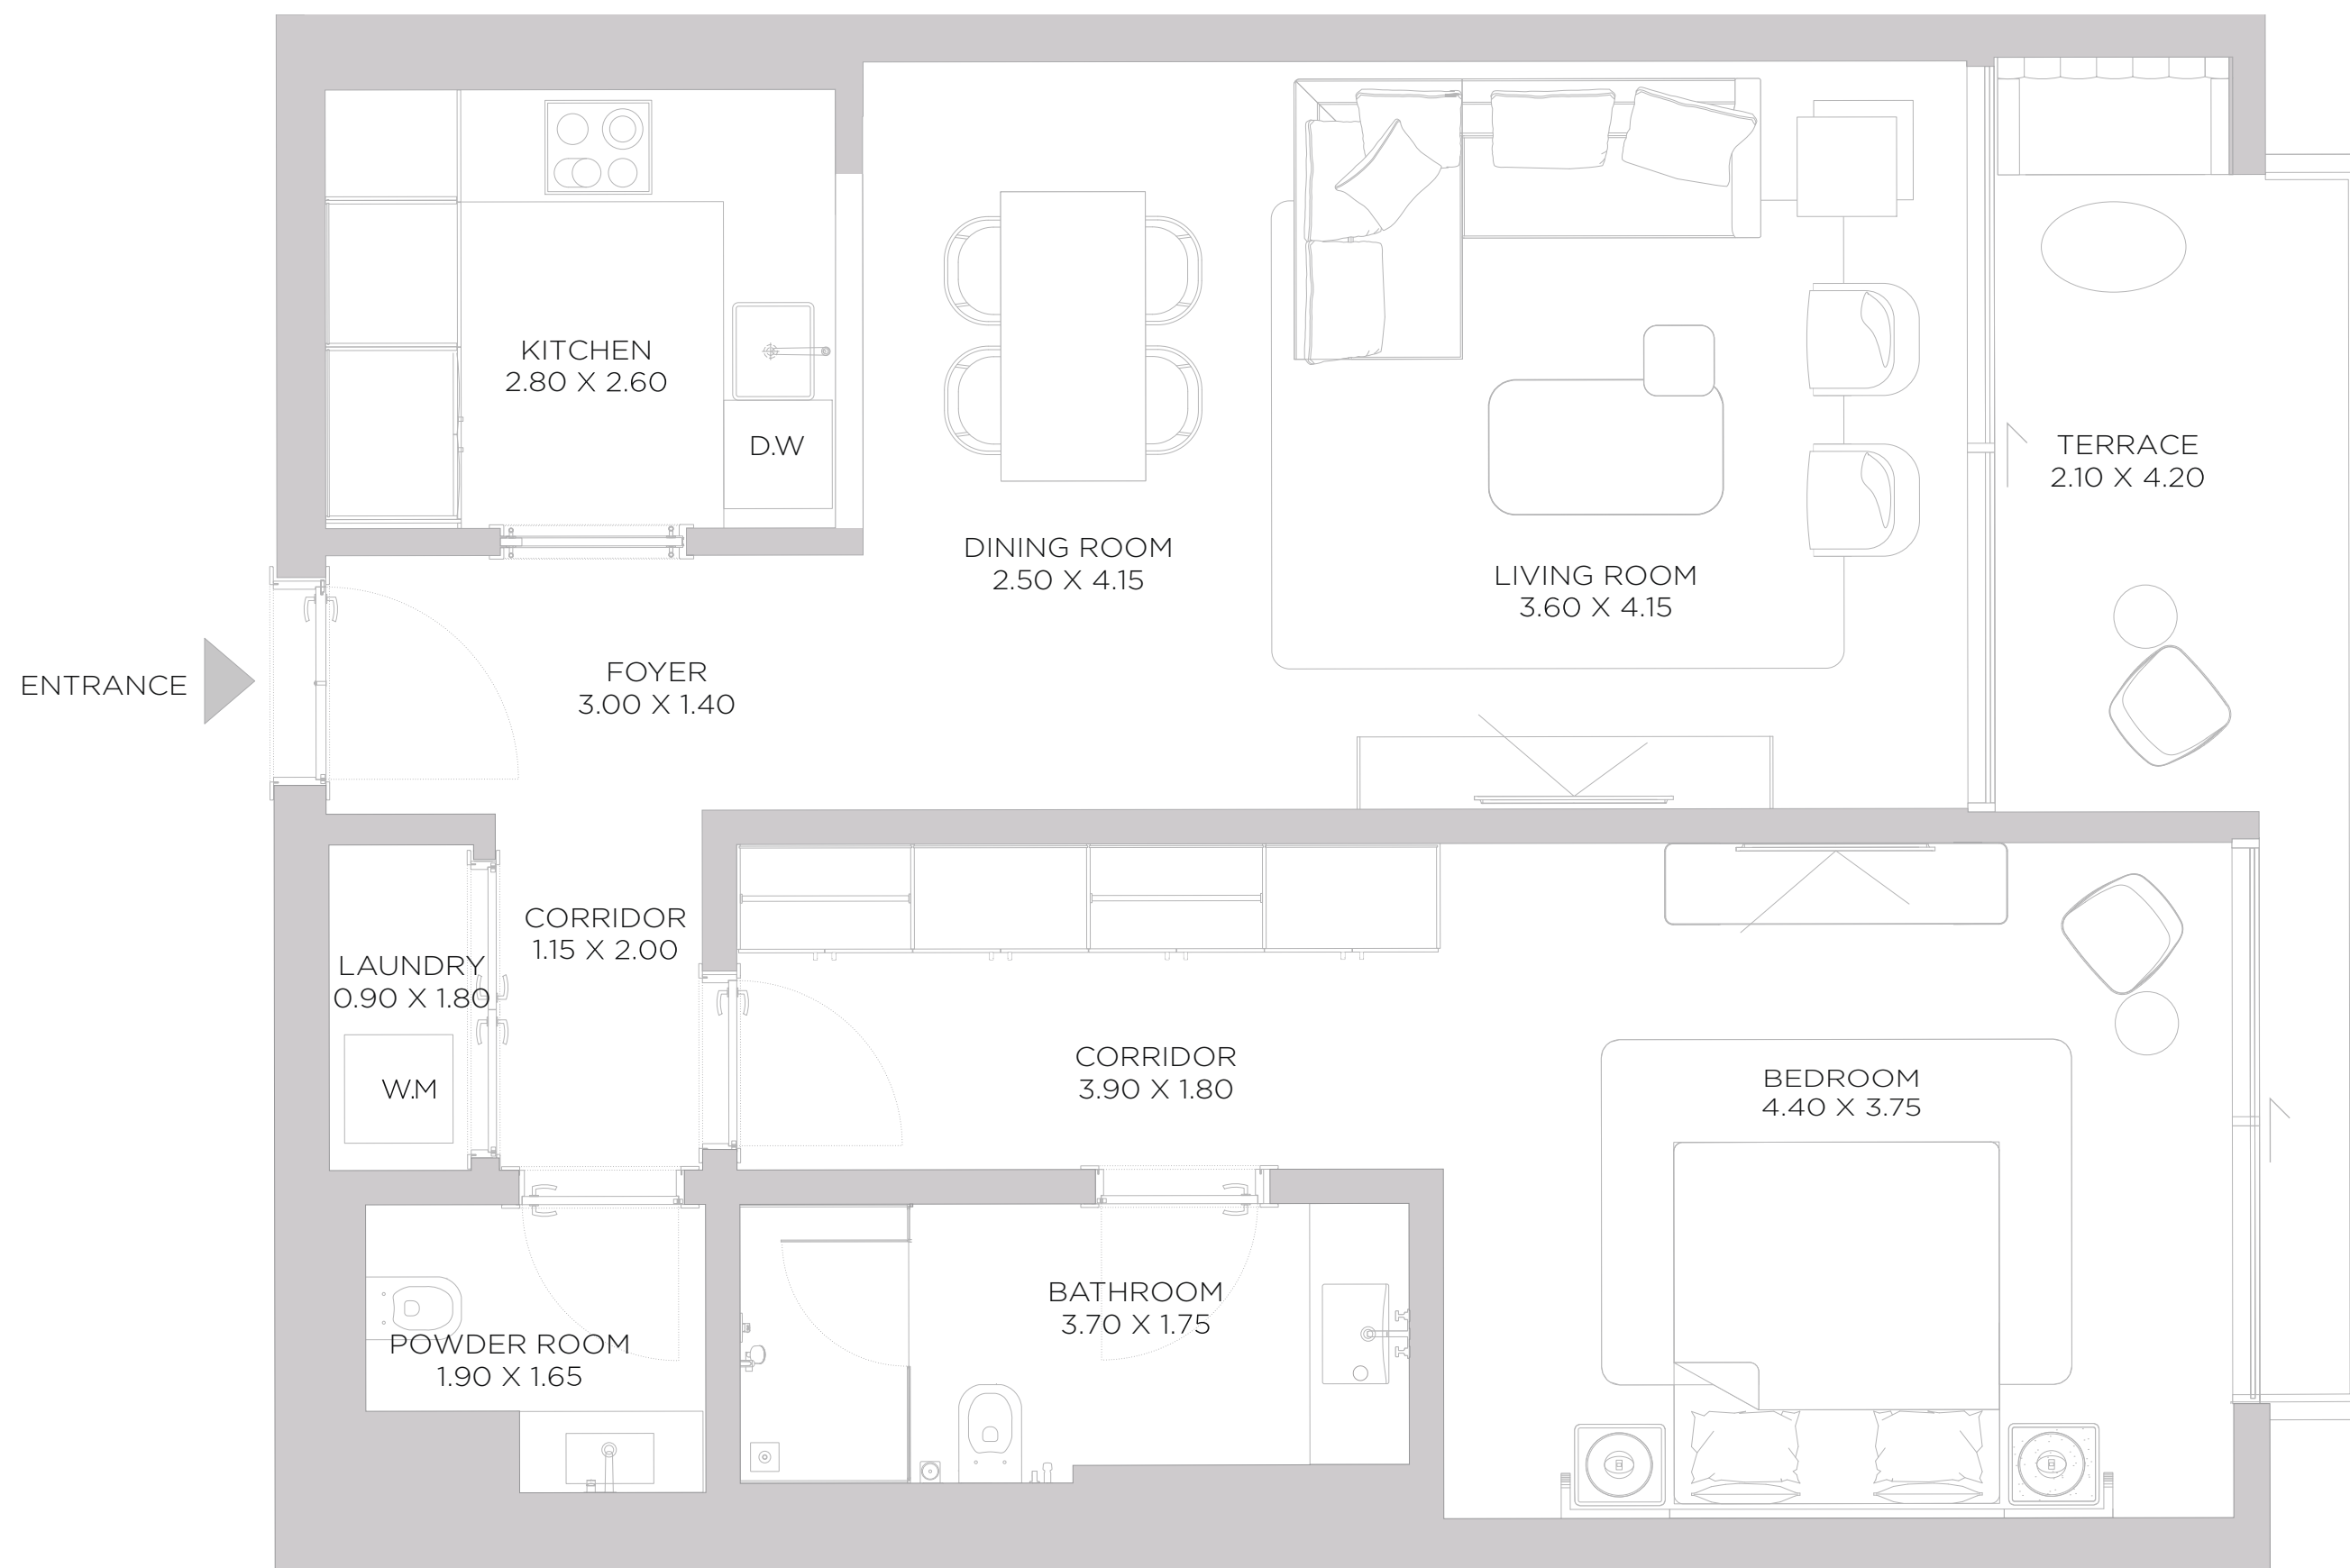 KITCHEN
2.80 X 2.60
D.W
TERRACE
2.10 X 4.20
DINING ROOM
2.50 X 4.15
LIVING ROOM
3.60 X 4.15
ENTRANCE
FOYER
3.00 X 1.40
CORRIDOR
1.15 X 2.00
LAUNDRY
0.90 X 1.80
W.M
CORRIDOR
3.90 X 1.80
BEDROOM
4.40 X 3.75
BATHROOM
3.70 X 1.75
POWDER ROOM
1.90 X 1.65